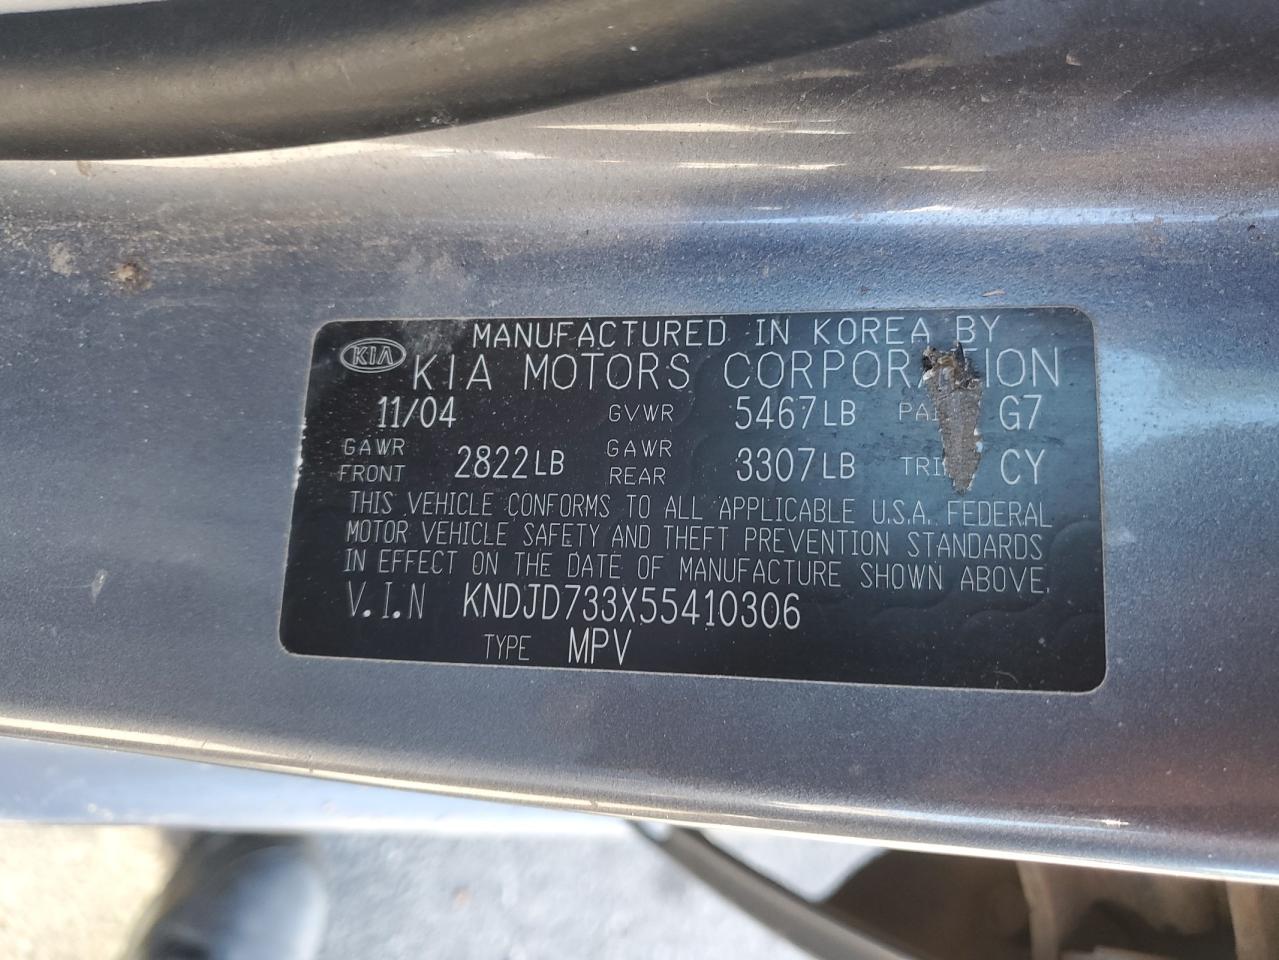 MANUFACTURED IN KOREA BY
KIA KIA MOTORS CORPORATION
11/04 GVWR 5467LB G7
GAWR FRONT 2822LB GAWR REAR 3307LB CY
THIS VEHICLE CONFORMS TO ALL APPLICABLE U.S.A. FEDERAL
MOTOR VEHICLE SAFETY AND THEFT PREVENTION STANDARDS
IN EFFECT ON THE DATE OF MANUFACTURE SHOWN ABOVE.
V.I.N KNDJD733X55410306
TYPE MPV